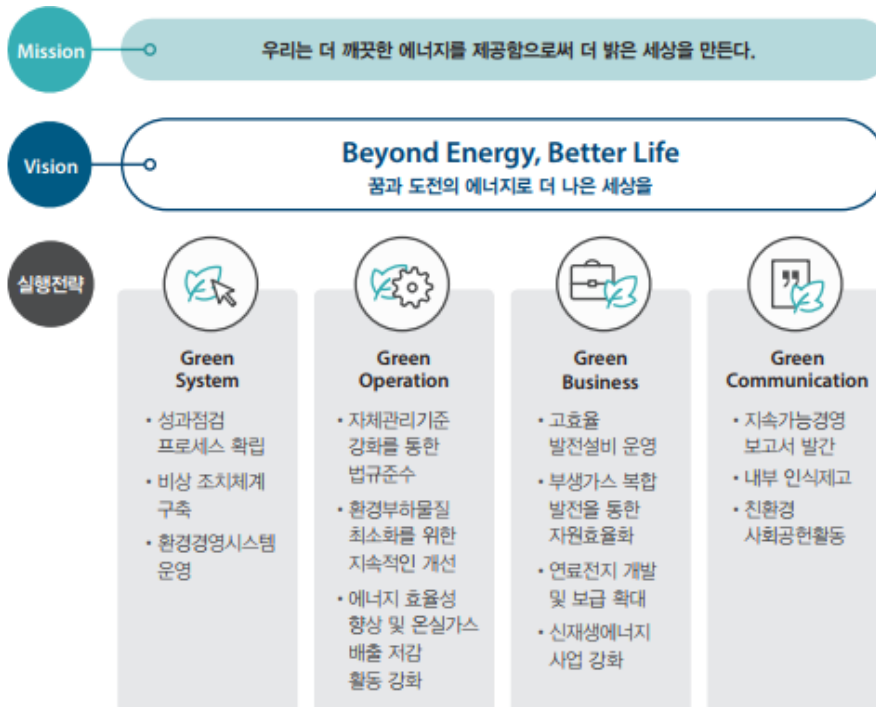 Mission
우리는 더 깨끗한 에너지를 제공함으로써 더 밝은 세상을 만든다.
Vision
Beyond Energy, Better Life
꿈과 도전의 에너지로 더 나은 세상을
실행전략
Green
System
• 성과점검
프로세스 확립
• 비상 조치체계
구축
• 환경경영시스템
운영
Green
Operation
• 자체관리기준
강화를 통한
법규준수
• 환경부하물질
최소화를 위한
지속적인 개선
• 에너지 효율성
향상 및 온실가스
배출 저감
활동 강화
Green
Business
• 고효율
발전설비 운영
• 부생가스 복합
발전을 통한
자원효율화
• 연료전지 개발
및 보급 확대
• 신재생에너지
사업 강화
Green
Communication
• 지속가능경영
보고서 발간
• 내부 인식제고
• 친환경
사회공헌활동